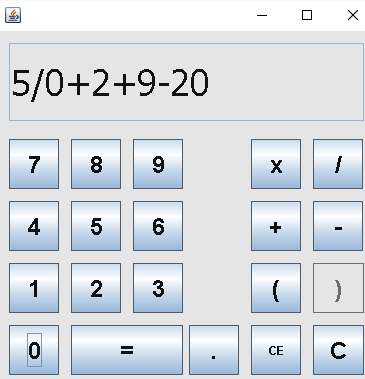 5/0+2+9-20
7 8 9 x /
4 5 6 + -
1 2 3 ( )
0 = . CE C